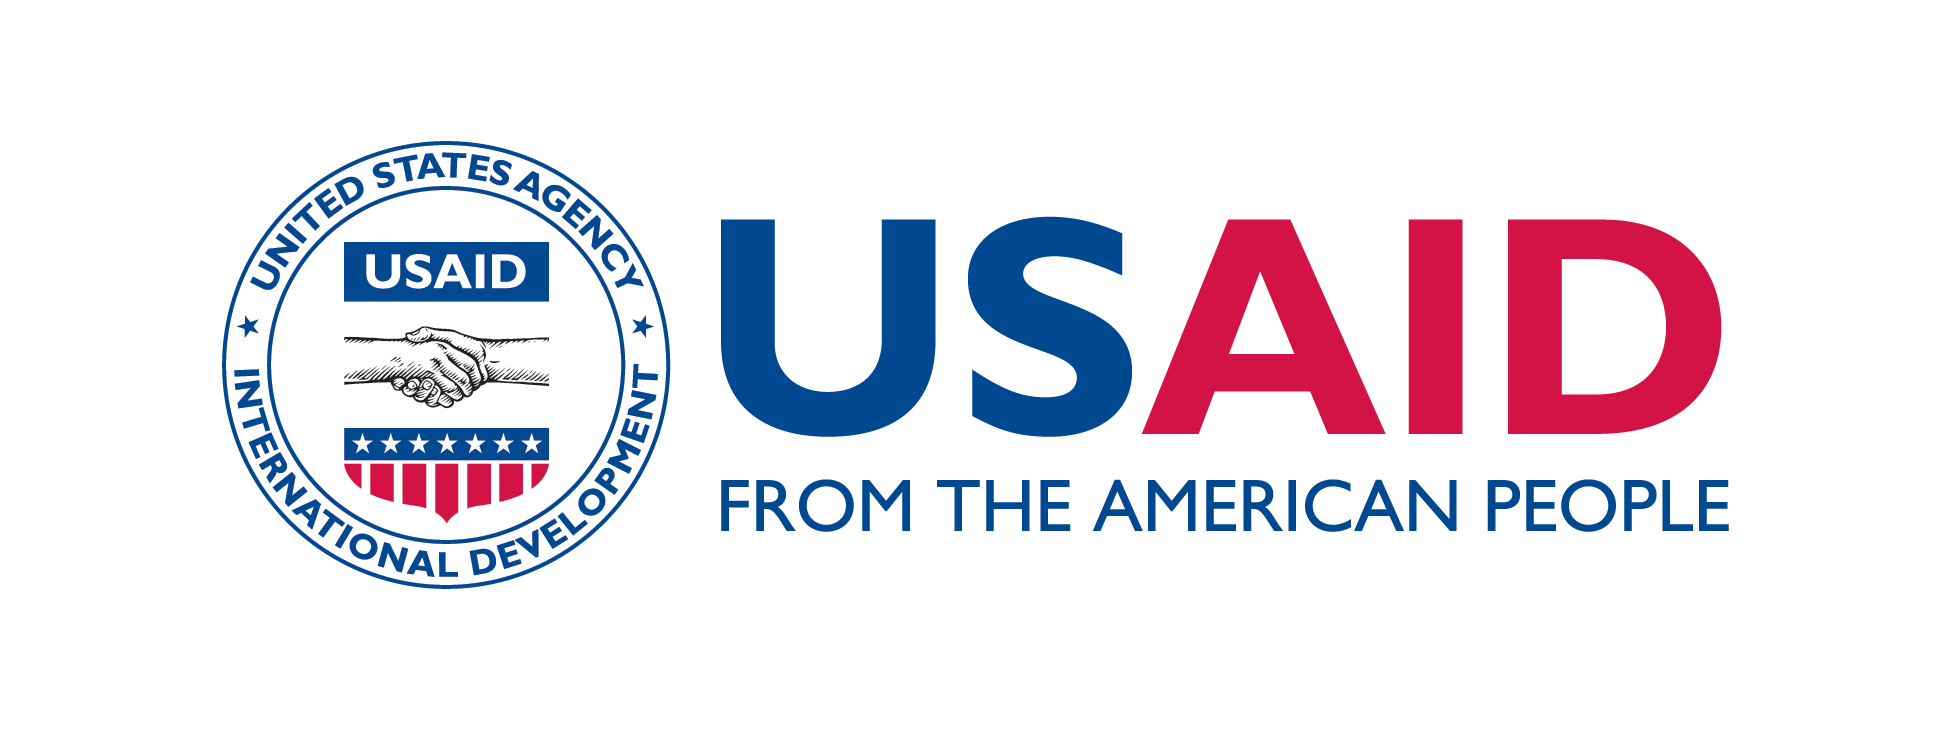 UNITED STATES AGENCY
INTERNATIONAL DEVELOPMENT
USAID
USAID
FROM THE AMERICAN PEOPLE